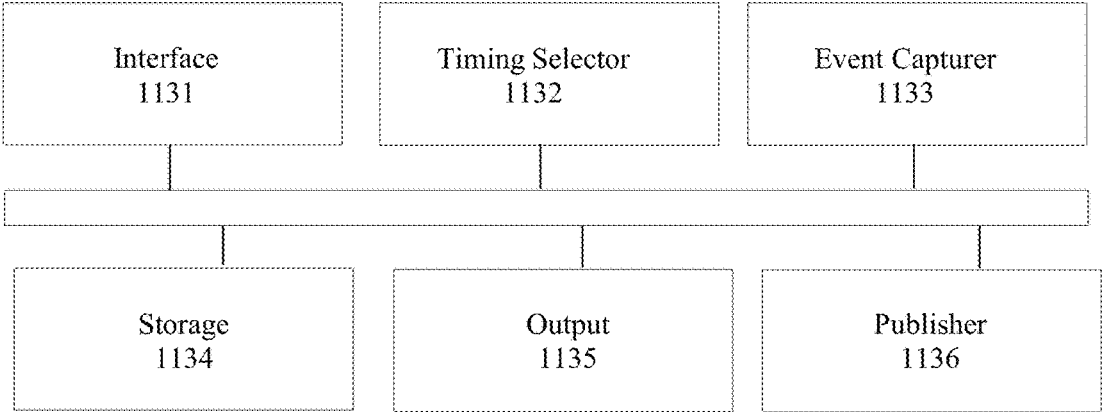 Interface
1131
Timing Selector
1132
Event Capturer
1133
Storage
1134
Output
1135
Publisher
1136